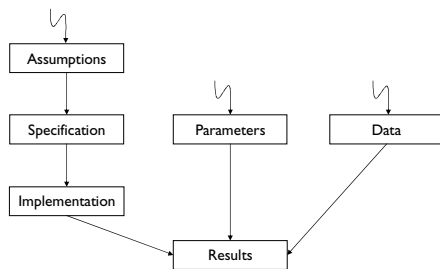 Assumptions
Specification
Parameters
Data
Implementation
Results